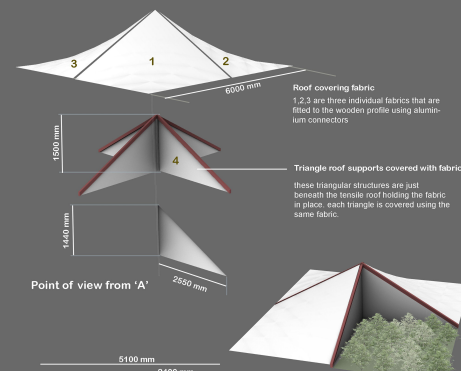 3
1
2
6000 mm
Roof covering fabric
1,2,3 are three individual fabrics that are
fitted to the wooden profile using alumin-
ium connectors
1500 mm
4
Triangle roof supports covered with fabric
these triangular structures are just
beneath the tensile roof holding the fabric
in place. each triangle is covered using the
same fabric.
1440 mm
2550 mm
Point of view from ‘A’
5100 mm